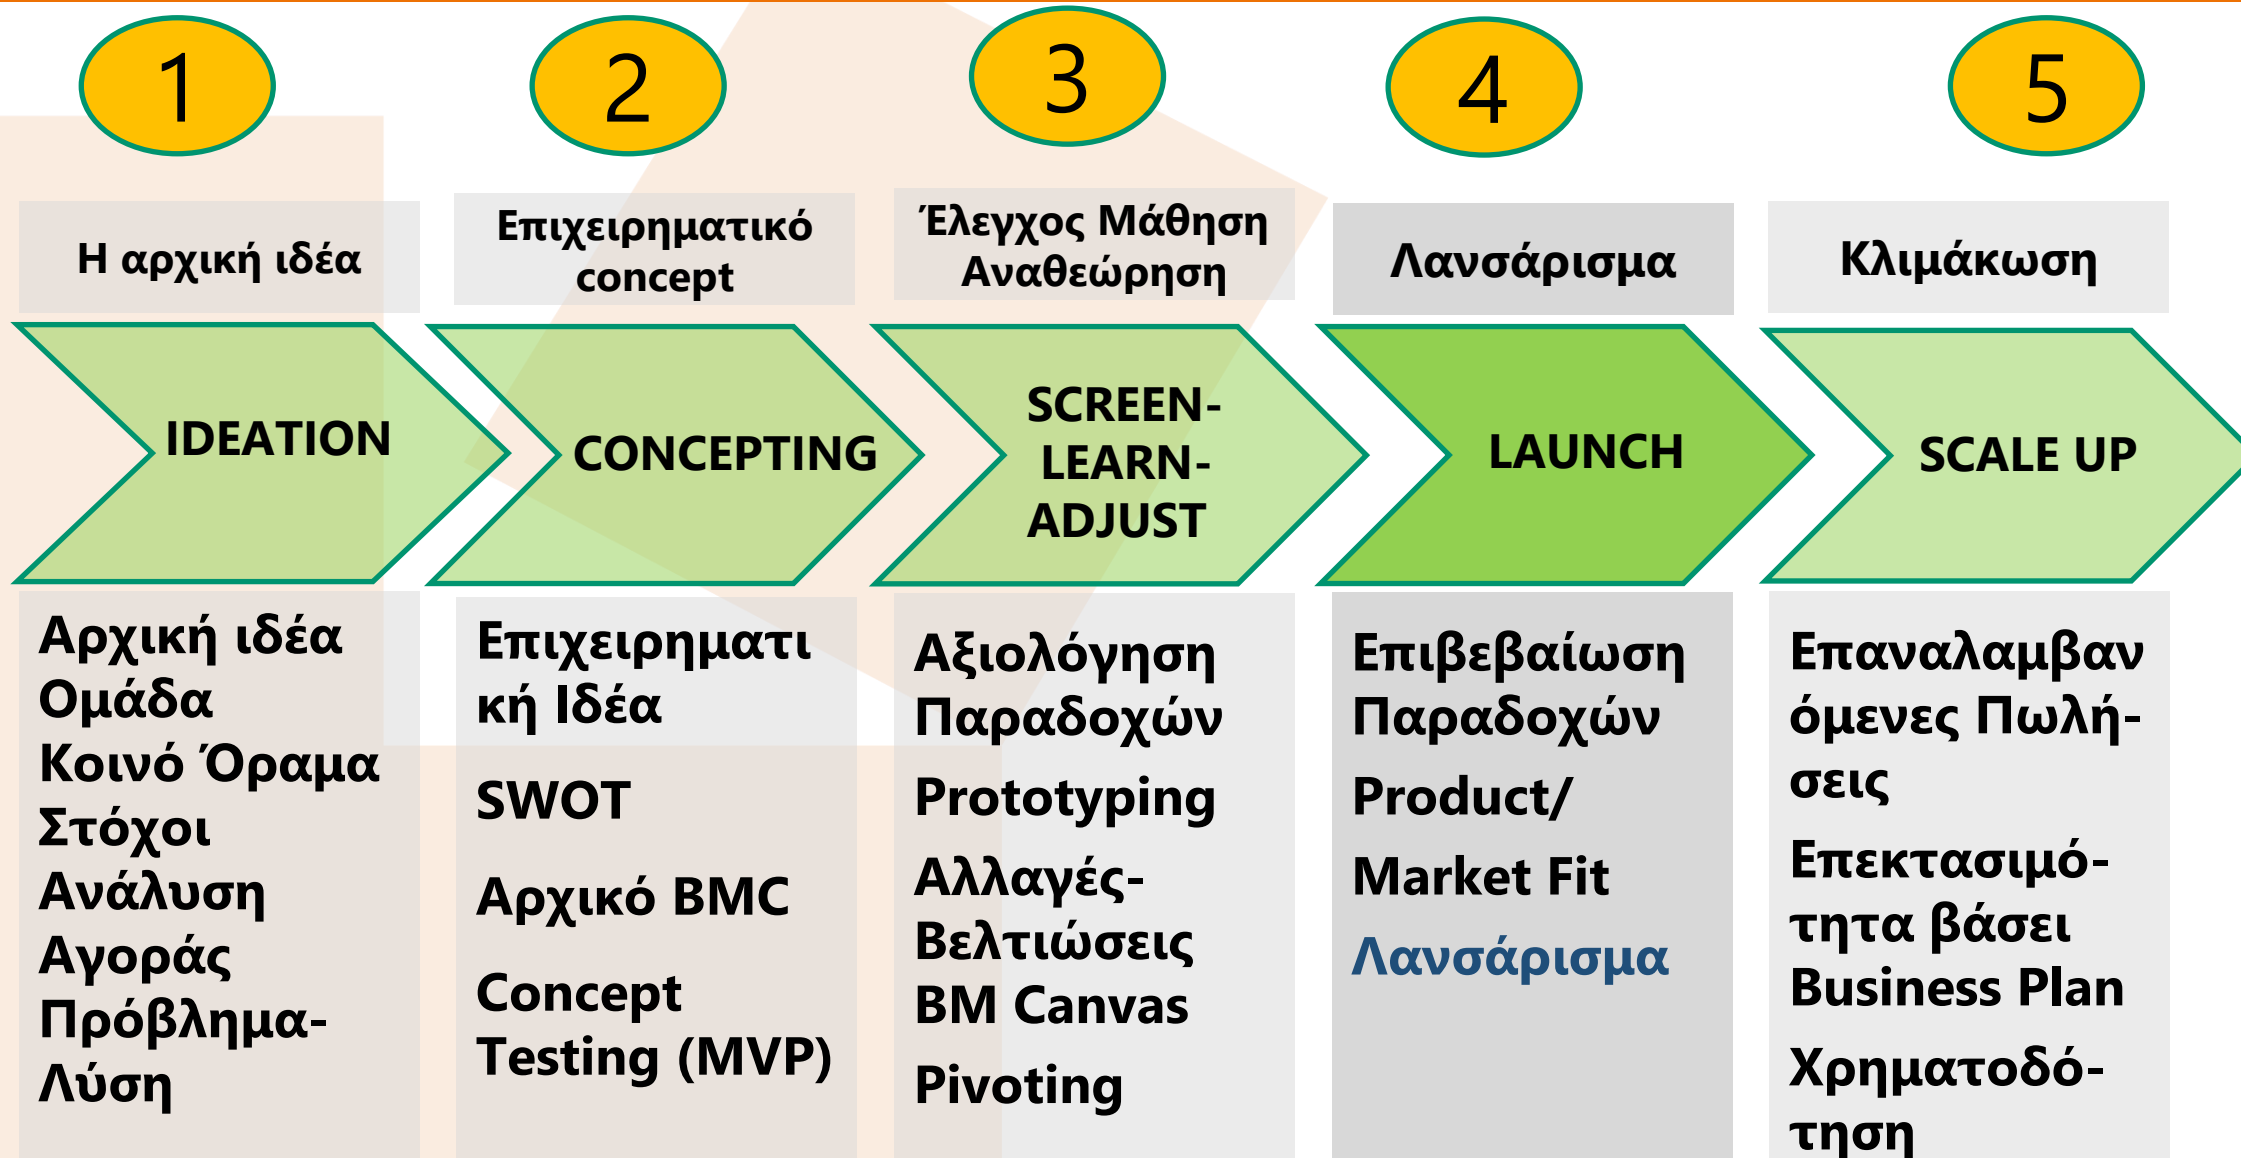 1
2
3
4
5
Η αρχική ιδέα
Επιχειρηματικό
concept
Έλεγχος Μάθηση
Αναθεώρηση
Λανσάρισμα
Κλιμάκωση
IDEATION
CONCEPTING
SCREEN-
LEARN-
ADJUST
LAUNCH
SCALE UP
Αρχική ιδέα
Ομάδα
Κοινό Όραμα
Στόχοι
Ανάλυση
Αγοράς
Πρόβλημα-
Λύση
Επιχειρηματι
κή Ιδέα
SWOT
Αρχικό BMC
Concept
Testing (MVP)
Αξιολόγηση
Παραδοχών
Prototyping
Αλλαγές-
Βελτιώσεις
BM Canvas
Pivoting
Επιβεβαίωση
Παραδοχών
Product/
Market Fit
Λανσάρισμα
Επαναλαμβαν
όμενες Πωλή-
σεις
Επεκτασιμό-
τητα βάσει
Business Plan
Χρηματοδό-
τηση